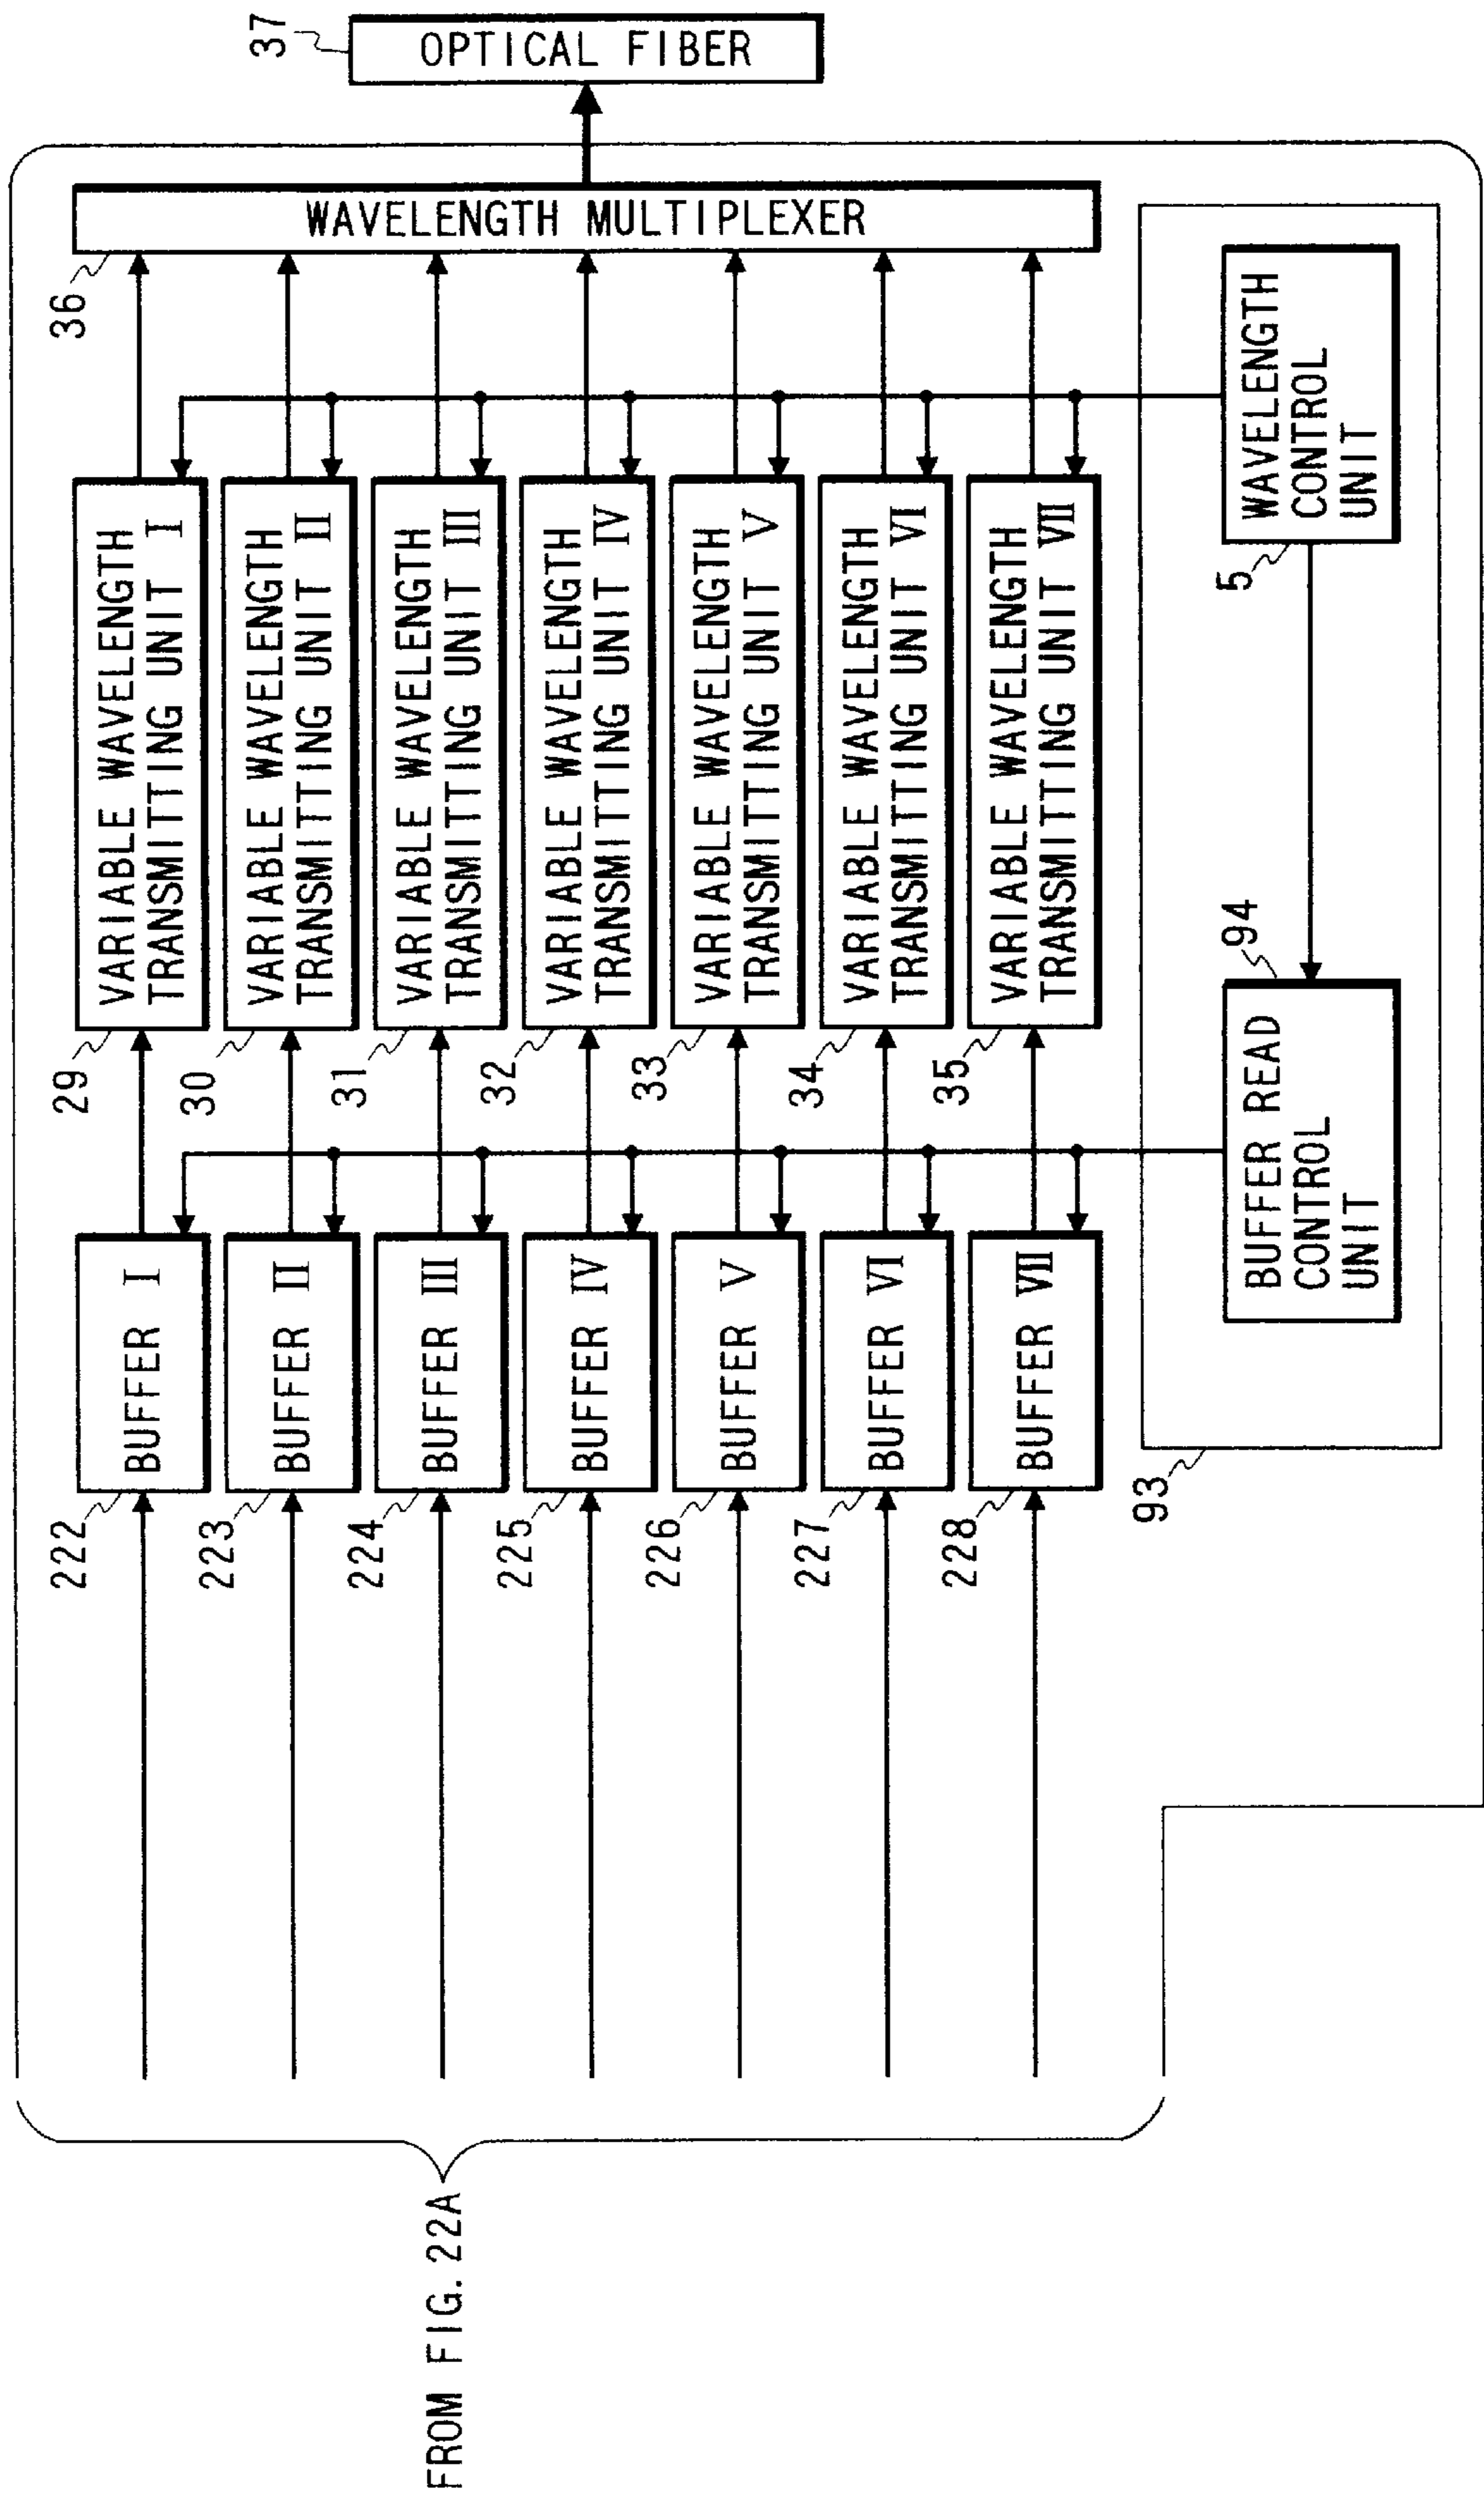 FROM FIG. 22A
222
BUFFER I
223
BUFFER II
224
BUFFER III
225
BUFFER IV
226
BUFFER V
227
BUFFER VI
228
BUFFER VII
29
VARIABLE WAVELENGTH
TRANSMITTING UNIT I
30
VARIABLE WAVELENGTH
TRANSMITTING UNIT II
31
VARIABLE WAVELENGTH
TRANSMITTING UNIT III
32
VARIABLE WAVELENGTH
TRANSMITTING UNIT IV
33
VARIABLE WAVELENGTH
TRANSMITTING UNIT V
34
VARIABLE WAVELENGTH
TRANSMITTING UNIT VI
35
VARIABLE WAVELENGTH
TRANSMITTING UNIT VII
36
WAVELENGTH MULTIPLEXER
37
OPTICAL FIBER
93
94
BUFFER READ
CONTROL
UNIT
5
WAVELENGTH
CONTROL
UNIT